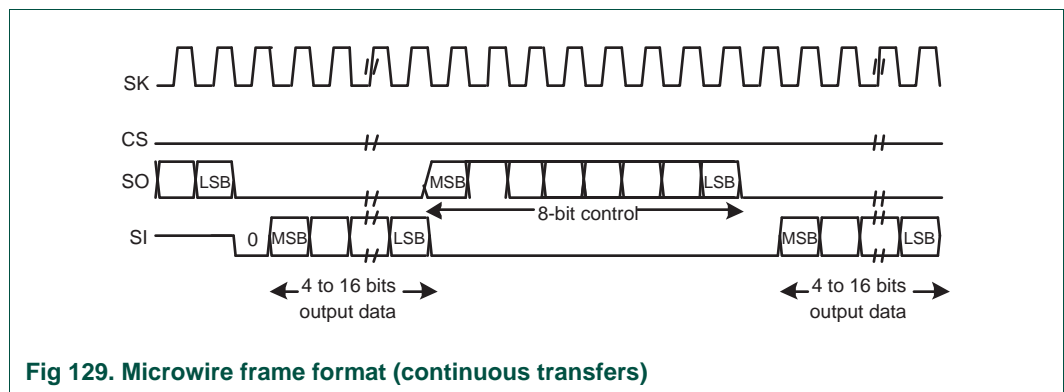 SK
CS
SO
LSB
MSB
LSB
8-bit control
SI
0
MSB
LSB
MSB
LSB
4 to 16 bits
output data
4 to 16 bits
output data
Fig 129. Microwire frame format (continuous transfers)